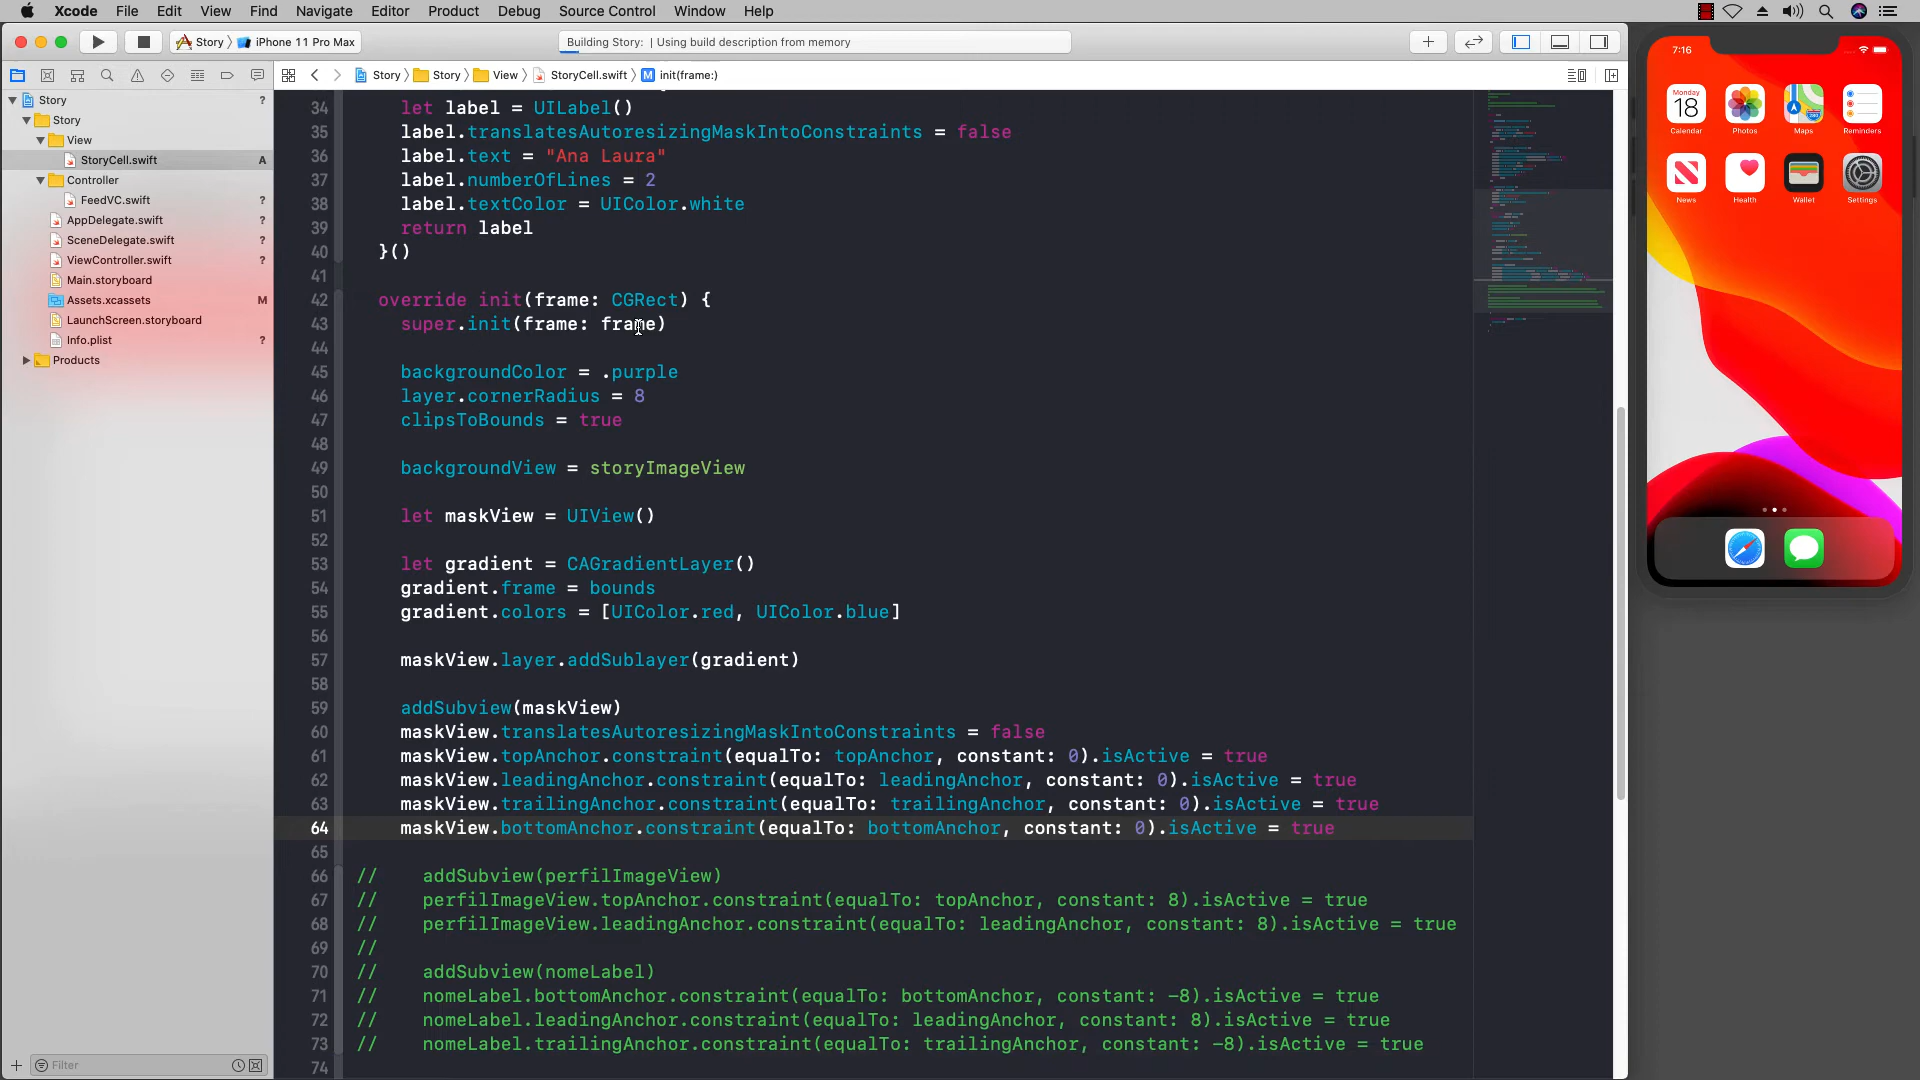 Xcode File Edit View Find Navigate Editor Product Debug Source Control Window Help
Story iPhone 11 Pro Max
Building Story: | Using build description from memory
Story Story View StoryCell.swift M init(frame:)
Story ?
Story
View
StoryCell.swift A
Controller
FeedVC.swift ?
AppDelegate.swift ?
SceneDelegate.swift ?
ViewController.swift ?
Main.storyboard
Assets.xcassets M
LaunchScreen.storyboard
Info.plist ?
Products
Filter
34 let label = UILabel()
35 label.translatesAutoresizingMaskIntoConstraints = false
36 label.text = "Ana Laura"
37 label.numberOfLines = 2
38 label.textColor = UIColor.white
39 return label
40 }()
41
42 override init(frame: CGRect) {
43 super.init(frame: frame)
44
45 backgroundColor = .purple
46 layer.cornerRadius = 8
47 clipsToBounds = true
48
49 backgroundView = storyImageView
50
51 let maskView = UIView()
52
53 let gradient = CAGradientLayer()
54 gradient.frame = bounds
55 gradient.colors = [UIColor.red, UIColor.blue]
56
57 maskView.layer.addSublayer(gradient)
58
59 addSubview(maskView)
60 maskView.translatesAutoresizingMaskIntoConstraints = false
61 maskView.topAnchor.constraint(equalTo: topAnchor, constant: 0).isActive = true
62 maskView.leadingAnchor.constraint(equalTo: leadingAnchor, constant: 0).isActive = true
63 maskView.trailingAnchor.constraint(equalTo: trailingAnchor, constant: 0).isActive = true
64 maskView.bottomAnchor.constraint(equalTo: bottomAnchor, constant: 0).isActive = true
65
66 // addSubview(perfilImageView)
67 // perfilImageView.topAnchor.constraint(equalTo: topAnchor, constant: 8).isActive = true
68 // perfilImageView.leadingAnchor.constraint(equalTo: leadingAnchor, constant: 8).isActive = true
69 //
70 // addSubview(nomeLabel)
71 // nomeLabel.bottomAnchor.constraint(equalTo: bottomAnchor, constant: -8).isActive = true
72 // nomeLabel.leadingAnchor.constraint(equalTo: leadingAnchor, constant: 8).isActive = true
73 // nomeLabel.trailingAnchor.constraint(equalTo: trailingAnchor, constant: -8).isActive = true
74
7:16
Monday
18
Calendar Photos Maps Reminders
News Health Wallet Settings